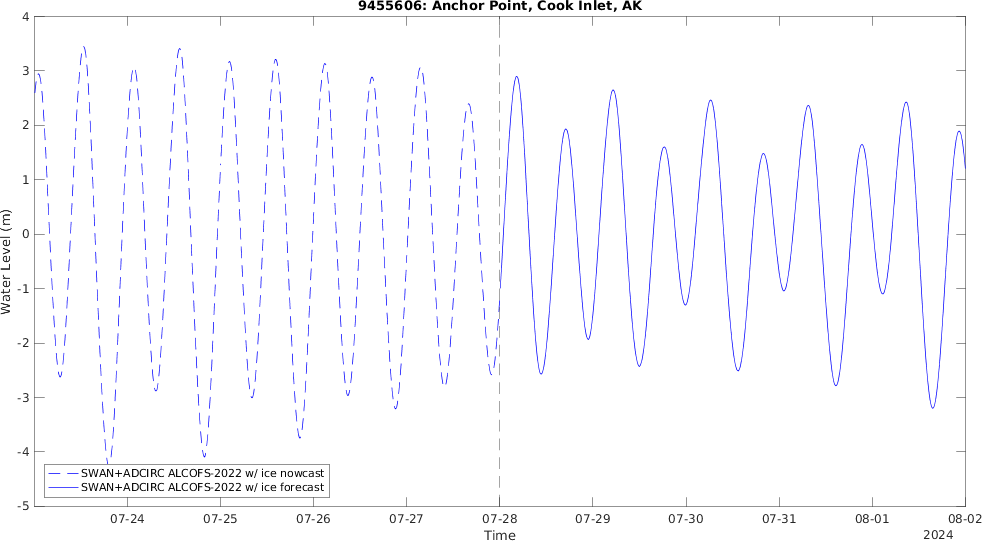 9455606: Anchor Point, Cook Inlet, AK
Water Level (m)
4
3
2
1
0
-1
-2
-3
-4
-5
SWAN+ADCIRC ALCOFS-2022 w/ ice nowcast
SWAN+ADCIRC ALCOFS-2022 w/ ice forecast
07-24 07-25 07-26 07-27 07-28 07-29 07-30 07-31 08-01 08-02
Time
2024